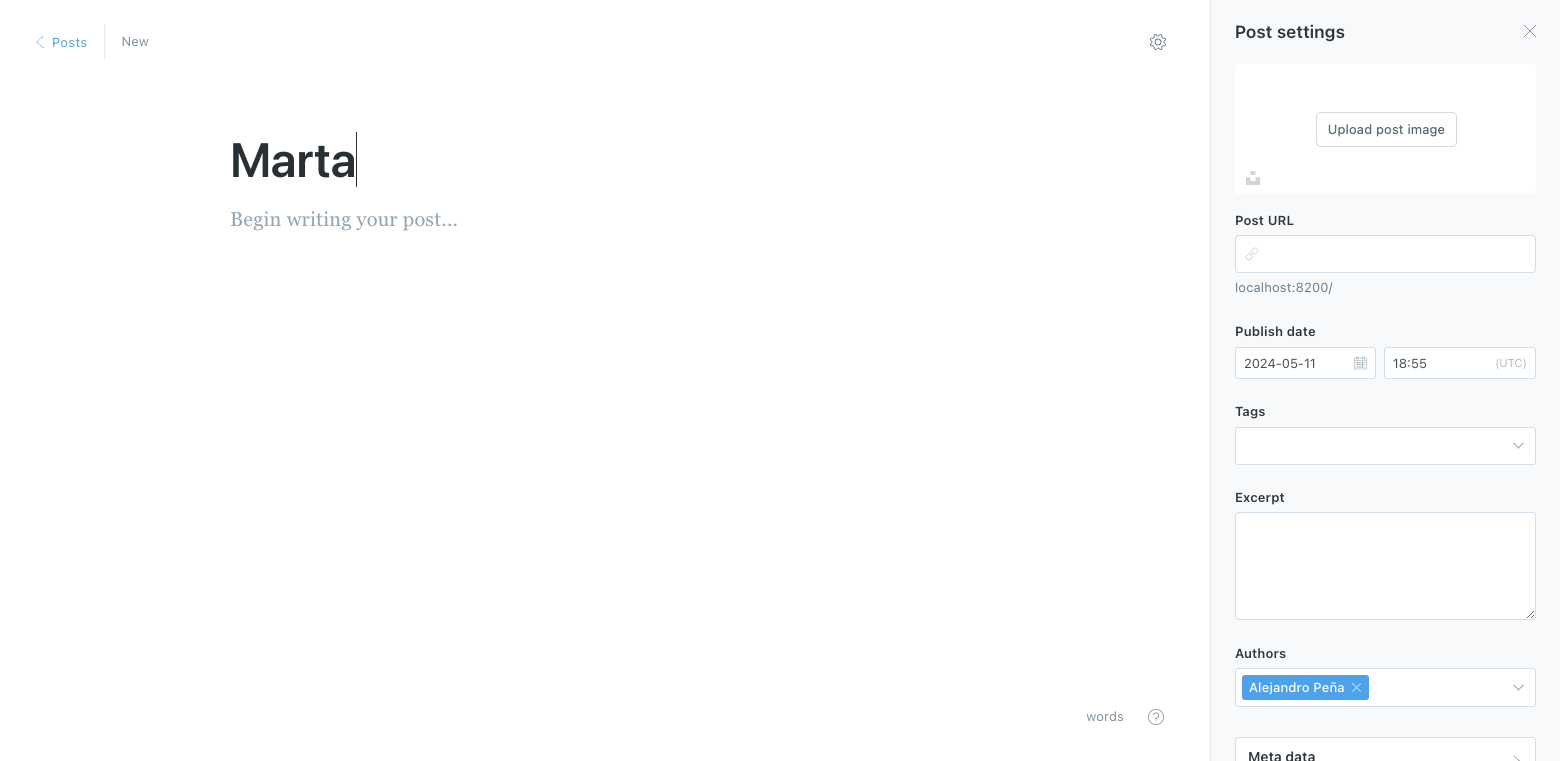 Posts
New
Marta
Begin writing your post...
words
Post settings
Upload post image
Post URL
localhost:8200/
Publish date
2024-05-11
18:55 (UTC)
Tags
Excerpt
Authors
Alejandro Peña
Meta data